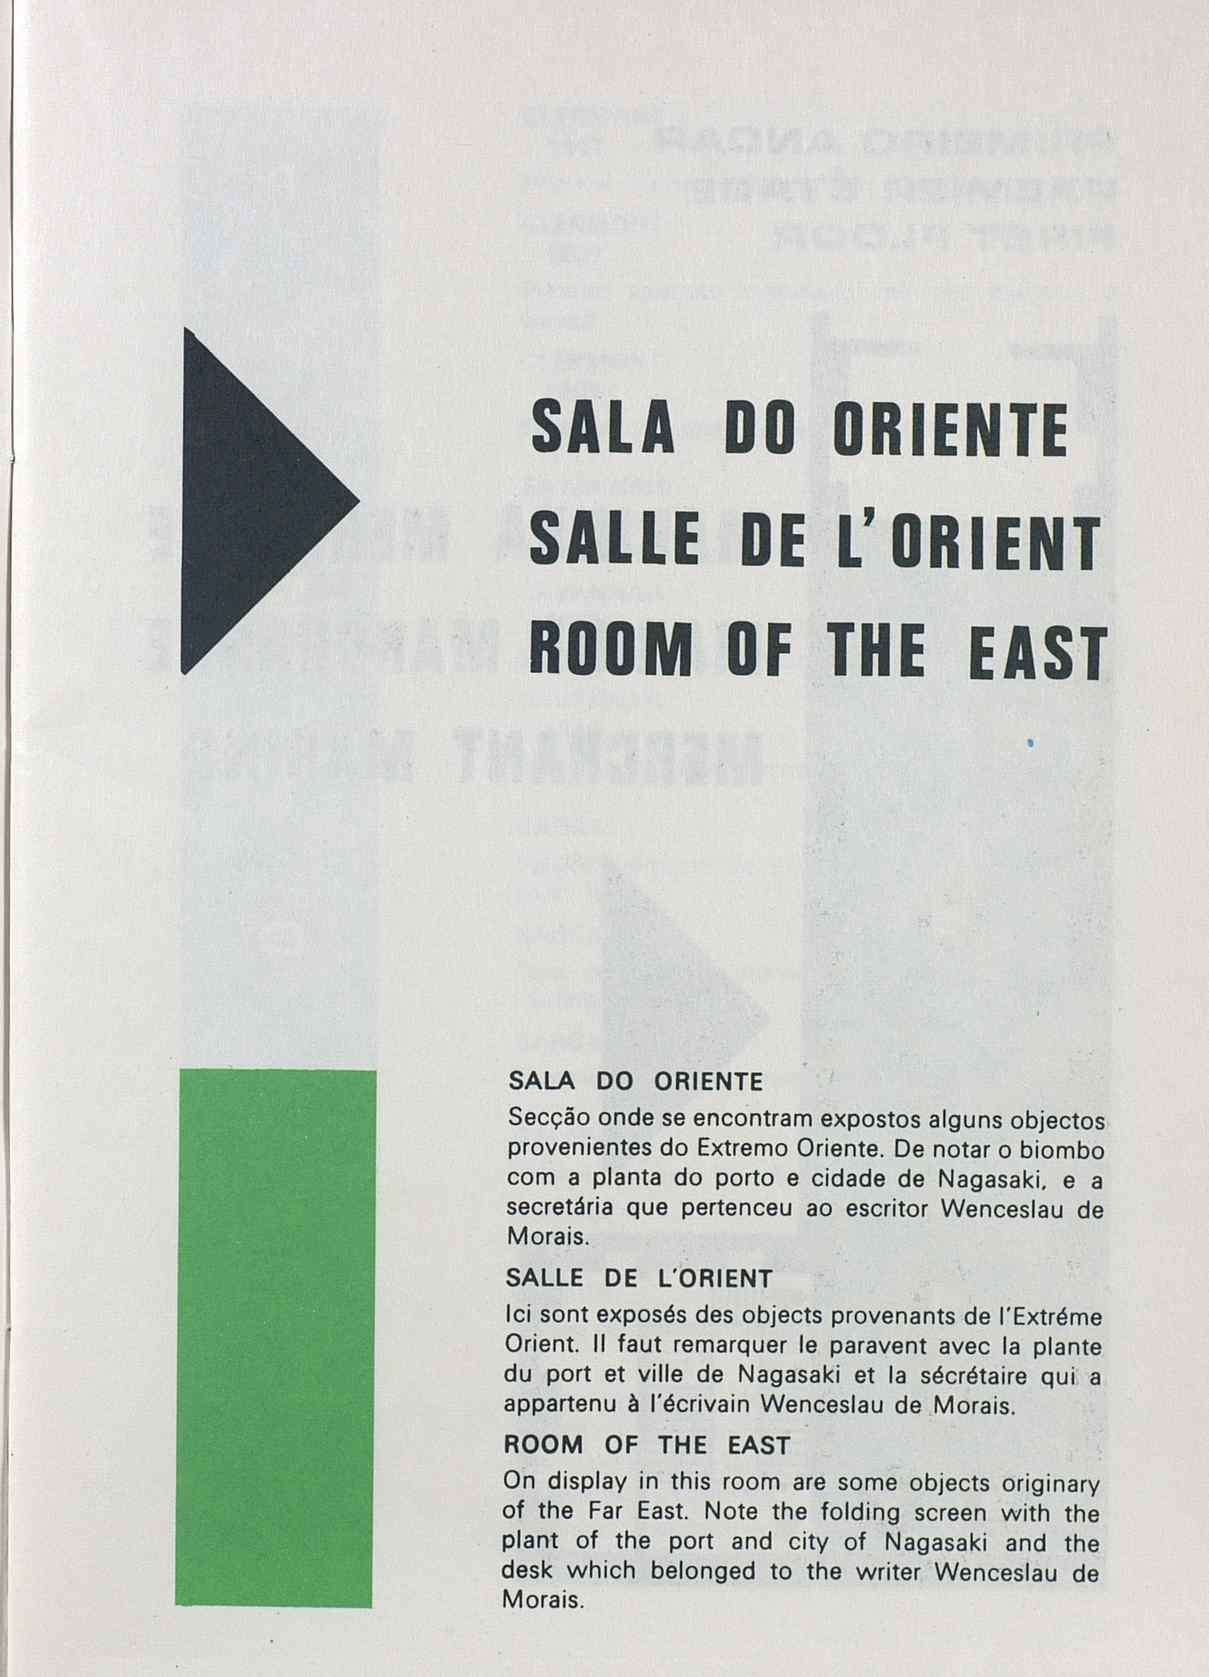 SALA DO ORIENTE
SALLE DE L'ORIENT
ROOM OF THE EAST
SALA DO ORIENTE
Secção onde se encontram expostos alguns objectos
provenientes do Extremo Oriente. De notar o biombo
com a planta do porto e cidade de Nagasaki, e a
secretária que pertenceu ao escritor Wenceslau de
Morais.
SALLE DE L'ORIENT
Ici sont exposés des objects provenants de l'Extréme
Orient. Il faut remarquer le paravent avec la plante
du port et ville de Nagasaki et la sécrétaire qui a
appartenu à l'écrivain Wenceslau de Morais.
ROOM OF THE EAST
On display in this room are some objects originary
of the Far East. Note the folding screen with the
plant of the port and city of Nagasaki and the
desk which belonged to the writer Wenceslau de
Morais.